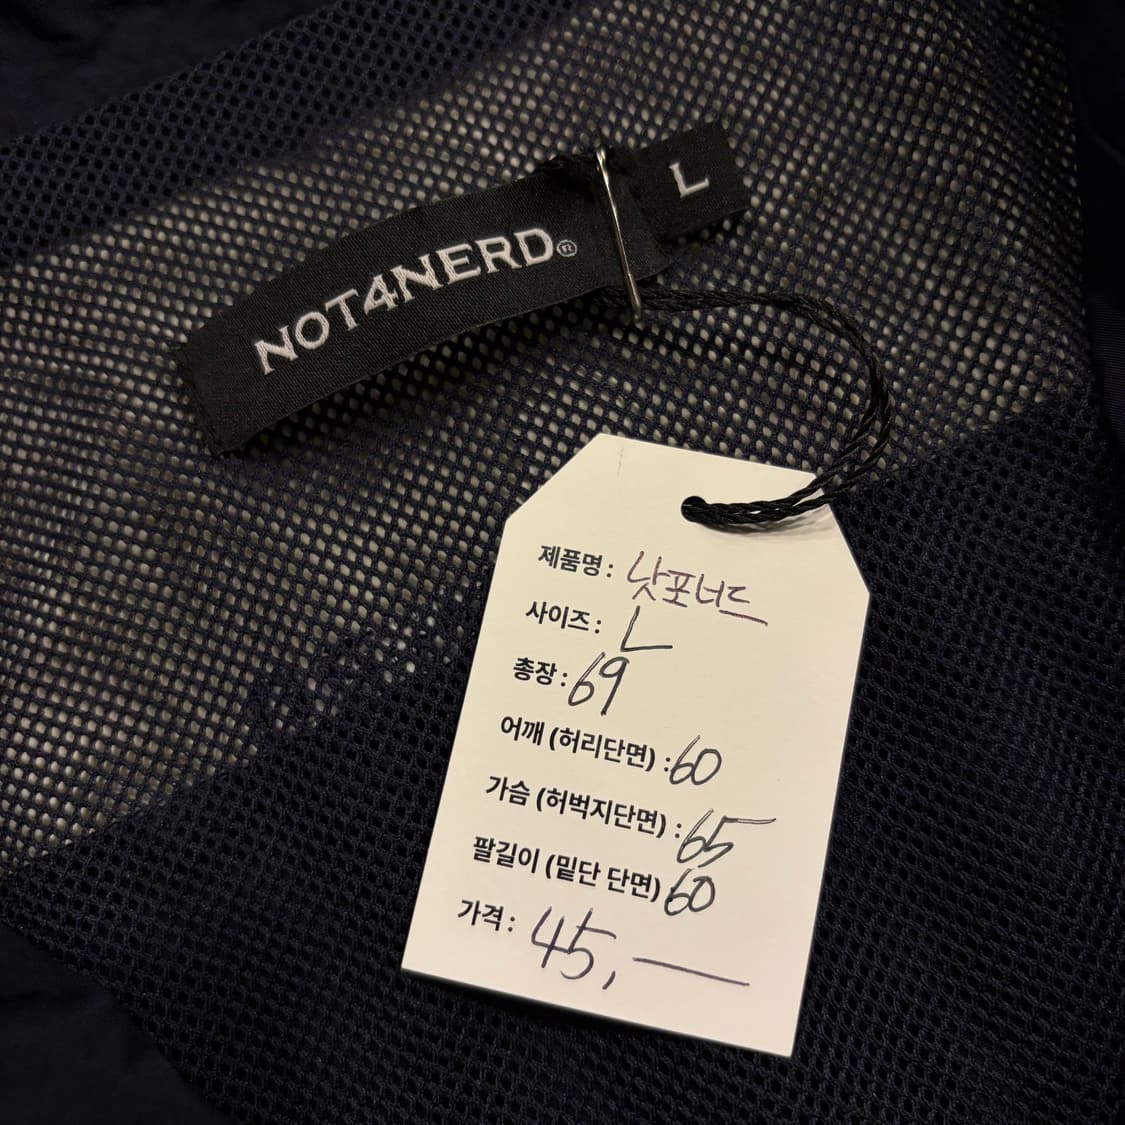 NOT4NERD®
L
제품명: 낫포너드
사이즈: L
총장: 69
어깨 (허리단면) : 60
가슴 (허벅지단면) : 65
팔길이 (밑단 단면) 60
가격: 45,—